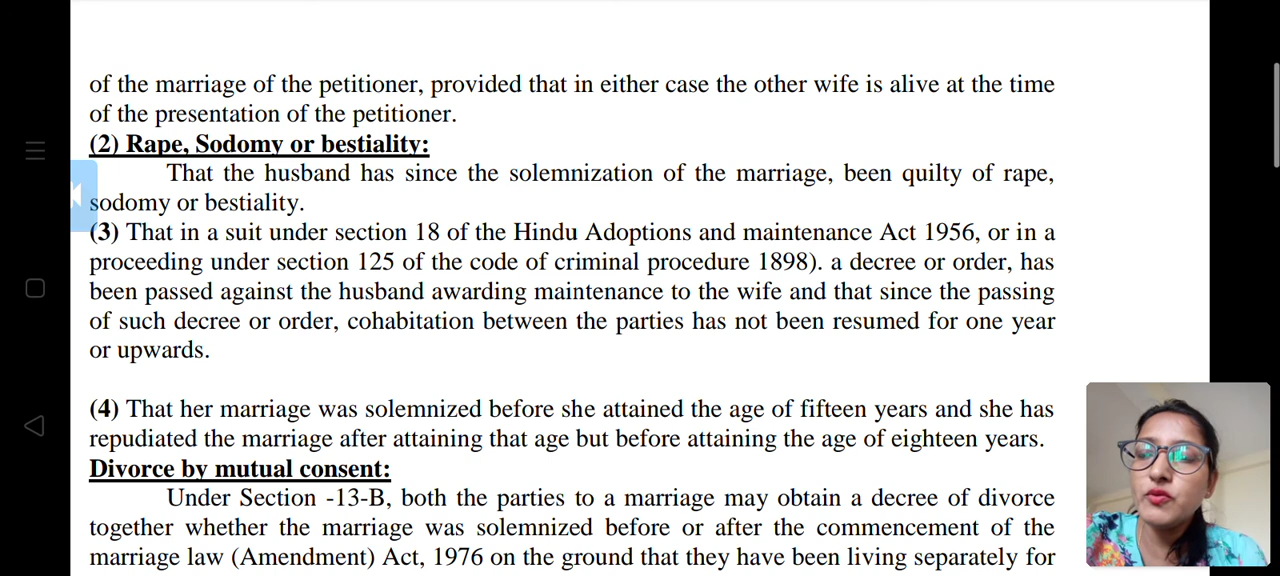 of the marriage of the petitioner, provided that in either case the other wife is alive at the time
of the presentation of the petitioner.
(2) Rape, Sodomy or bestiality:
That the husband has since the solemnization of the marriage, been quilty of rape,
sodomy or bestiality.
(3) That in a suit under section 18 of the Hindu Adoptions and maintenance Act 1956, or in a
proceeding under section 125 of the code of criminal procedure 1898). a decree or order, has
been passed against the husband awarding maintenance to the wife and that since the passing
of such decree or order, cohabitation between the parties has not been resumed for one year
or upwards.
(4) That her marriage was solemnized before she attained the age of fifteen years and she has
repudiated the marriage after attaining that age but before attaining the age of eighteen years.
Divorce by mutual consent:
Under Section -13-B, both the parties to a marriage may obtain a decree of divorce
together whether the marriage was solemnized before or after the commencement of the
marriage law (Amendment) Act, 1976 on the ground that they have been living separately for